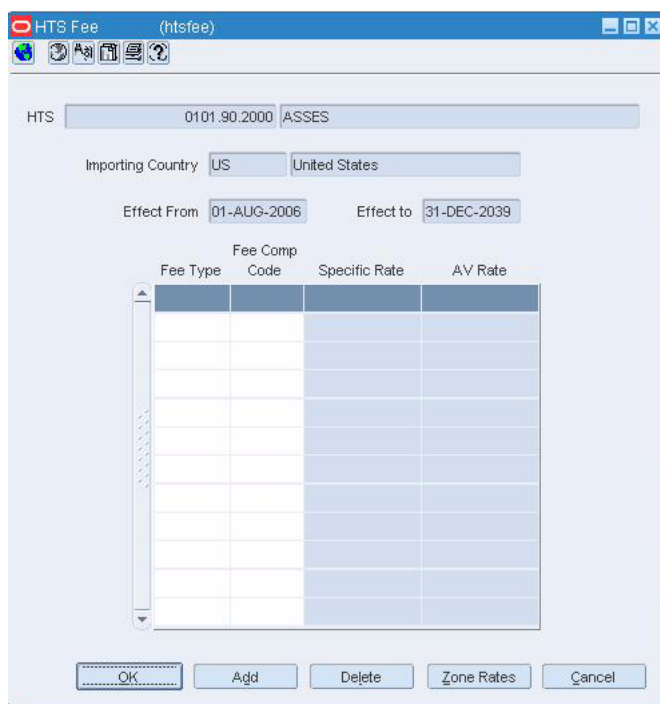 HTS Fee (htsfee)
HTS 0101.90.2000 ASSES
Importing Country US United States
Effect From 01-AUG-2006 Effect to 31-DEC-2039
Fee Type Fee Comp Code Specific Rate AV Rate
OK Add Delete Zone Rates Cancel